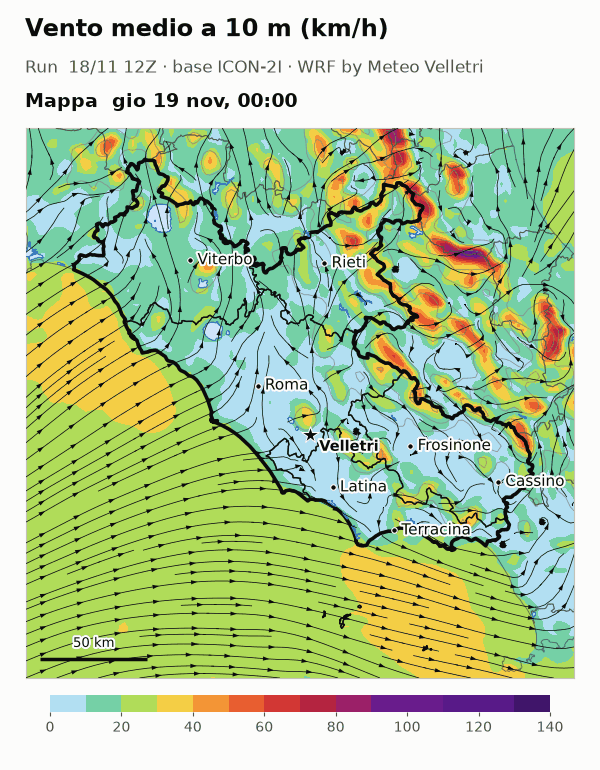 Vento medio a 10 m (km/h)
Run 18/11 12Z · base ICON-2I · WRF by Meteo Velletri
Mappa gio 19 nov, 00:00
Viterbo
Rieti
Roma
Velletri
Frosinone
Latina
Cassino
Terracina
50 km
0 20 40 60 80 100 120 140